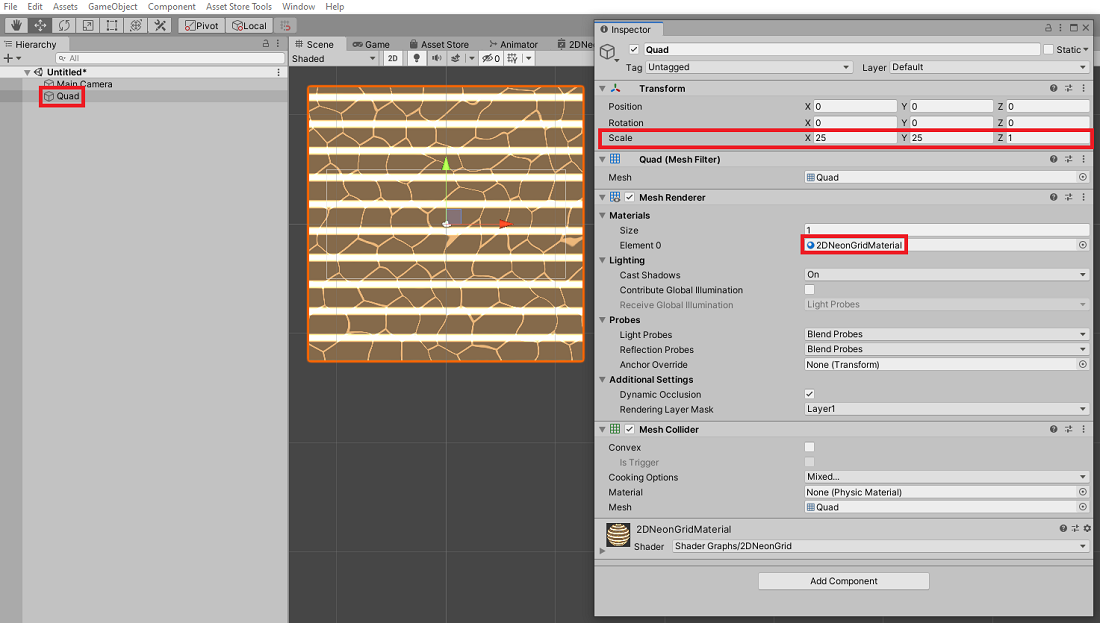 File Edit Assets GameObject Component Asset Store Tools Window Help
Pivot Local
Hierarchy
All
Untitled*
Main Camera
Quad
Scene Game Asset Store Animator 2DNe
Shaded 2D 0
Inspector
Quad Static
Tag Untagged Layer Default
Transform
Position X 0 Y 0 Z 0
Rotation X 0 Y 0 Z 0
Scale X 25 Y 25 Z 1
Quad (Mesh Filter)
Mesh Quad
Mesh Renderer
Materials
Size 1
Element 0 2DNeonGridMaterial
Lighting
Cast Shadows On
Contribute Global Illumination
Receive Global Illumination Light Probes
Probes
Light Probes Blend Probes
Reflection Probes Blend Probes
Anchor Override None (Transform)
Additional Settings
Dynamic Occlusion
Rendering Layer Mask Layer1
Mesh Collider
Convex
Is Trigger
Cooking Options Mixed...
Material None (Physic Material)
Mesh Quad
2DNeonGridMaterial
Shader Shader Graphs/2DNeonGrid
Add Component